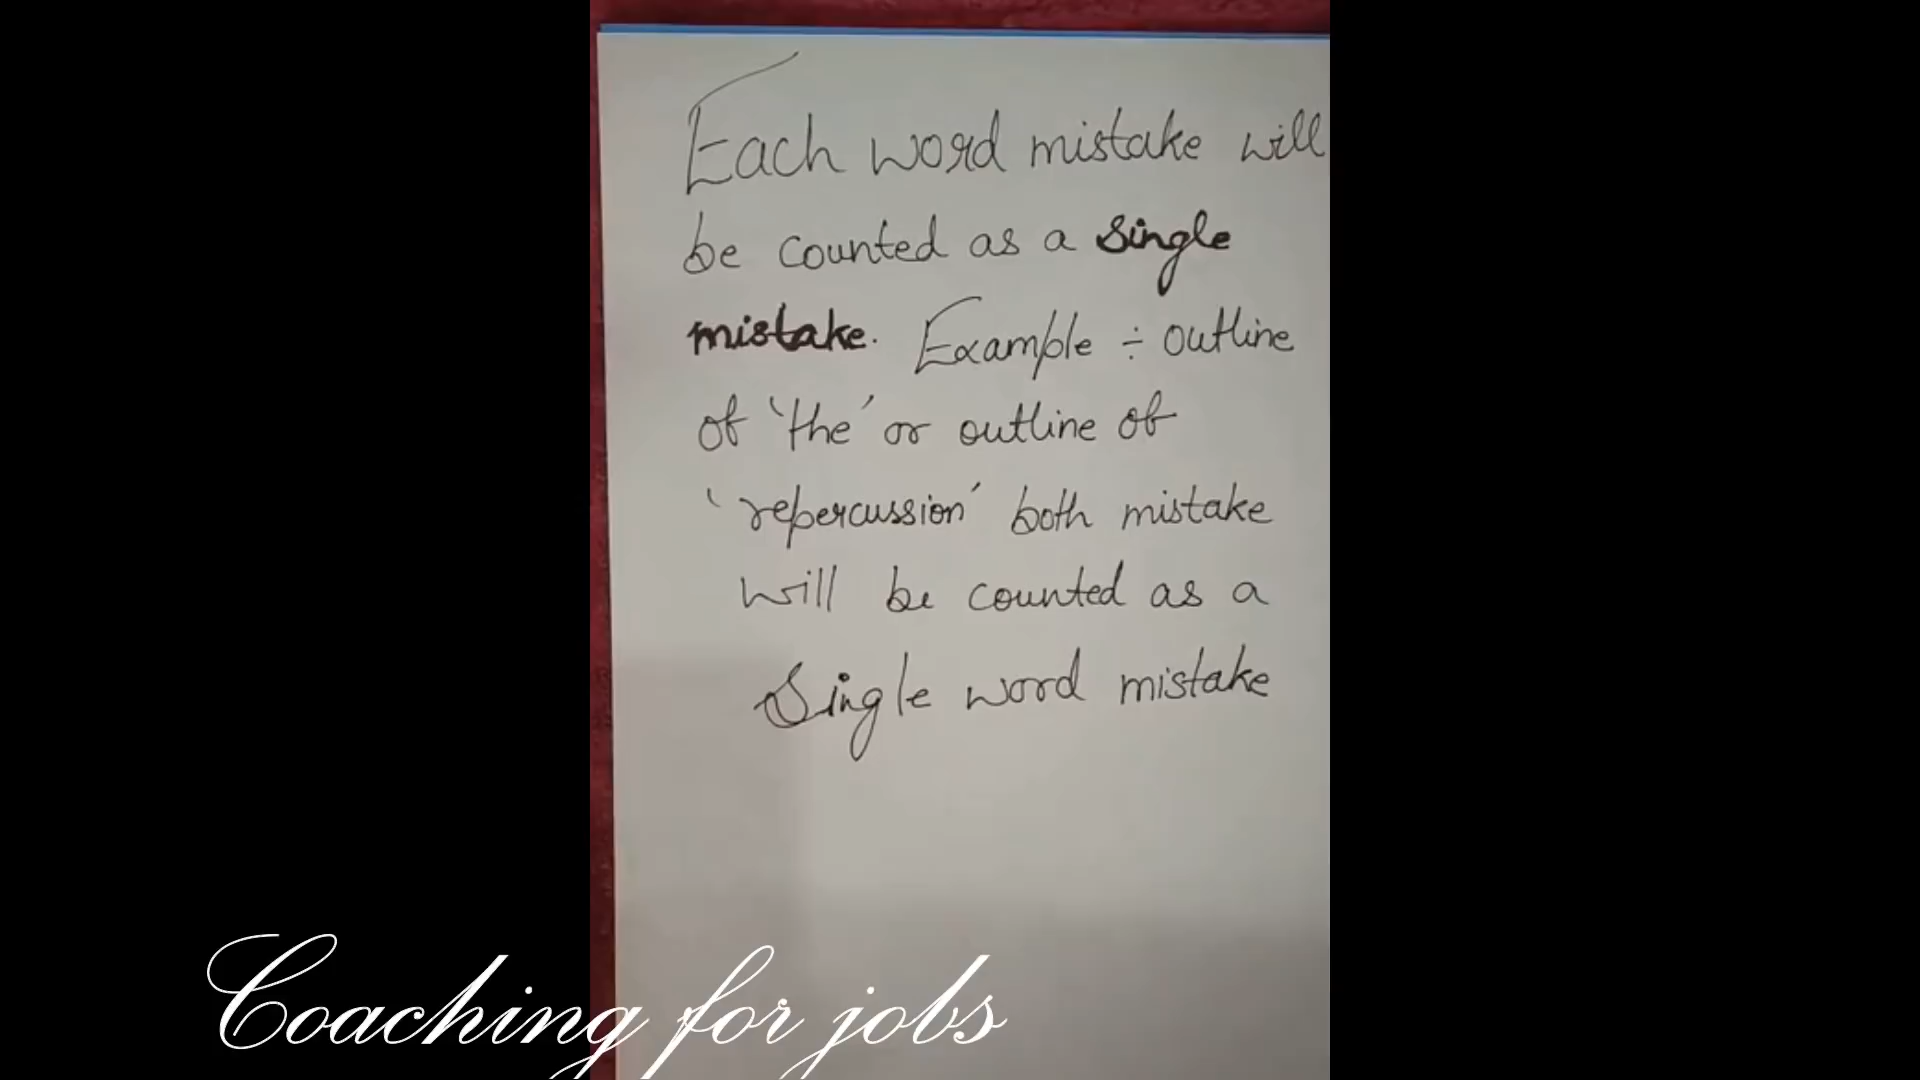 Each word mistake will
be counted as a single
mistake. Example ÷ outline
of 'the' or outline of
'repercussion' both mistake
will be counted as a
Single word mistake
Coaching for jobs